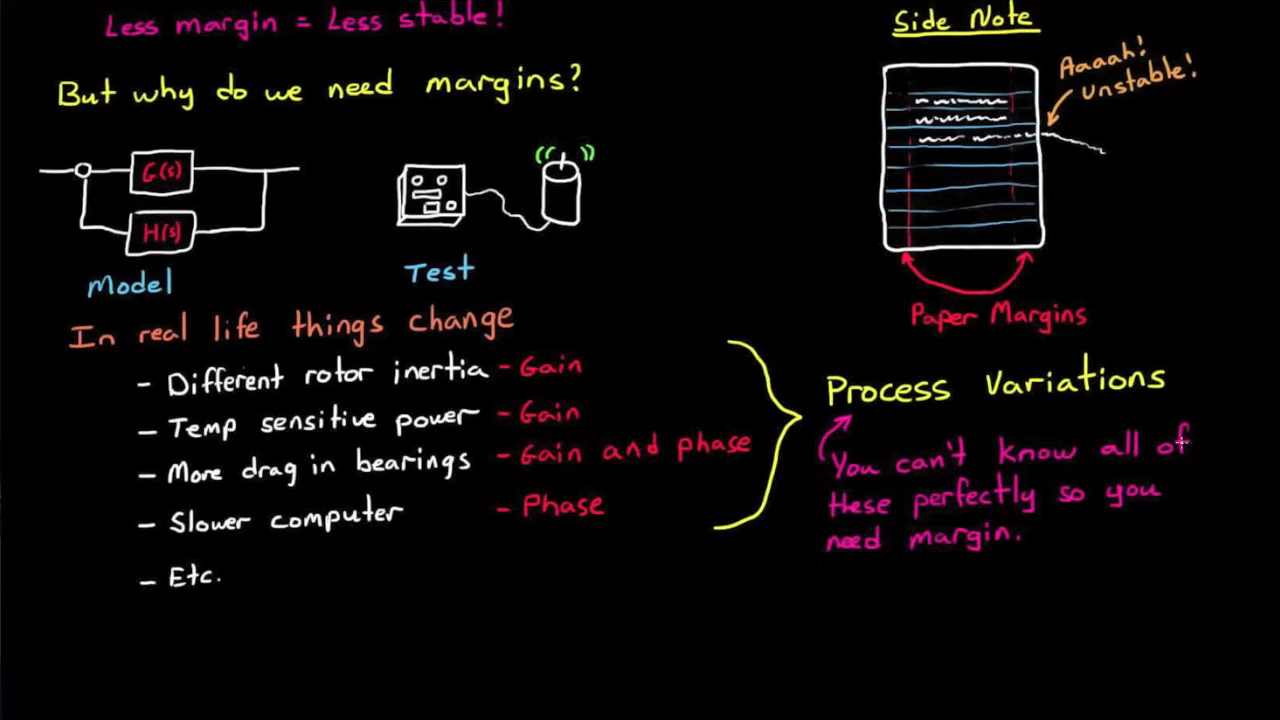 Less margin = Less stable!
But why do we need margins?
G(s)
H(s)
Model
Test
In real life things change
- Different rotor inertia - Gain
- Temp sensitive power - Gain
- More drag in bearings - Gain and phase
- Slower computer - Phase
- Etc.
Side Note
Aaaah!
unstable!
Paper Margins
Process Variations
You can't know all of
these perfectly so you
need margin.